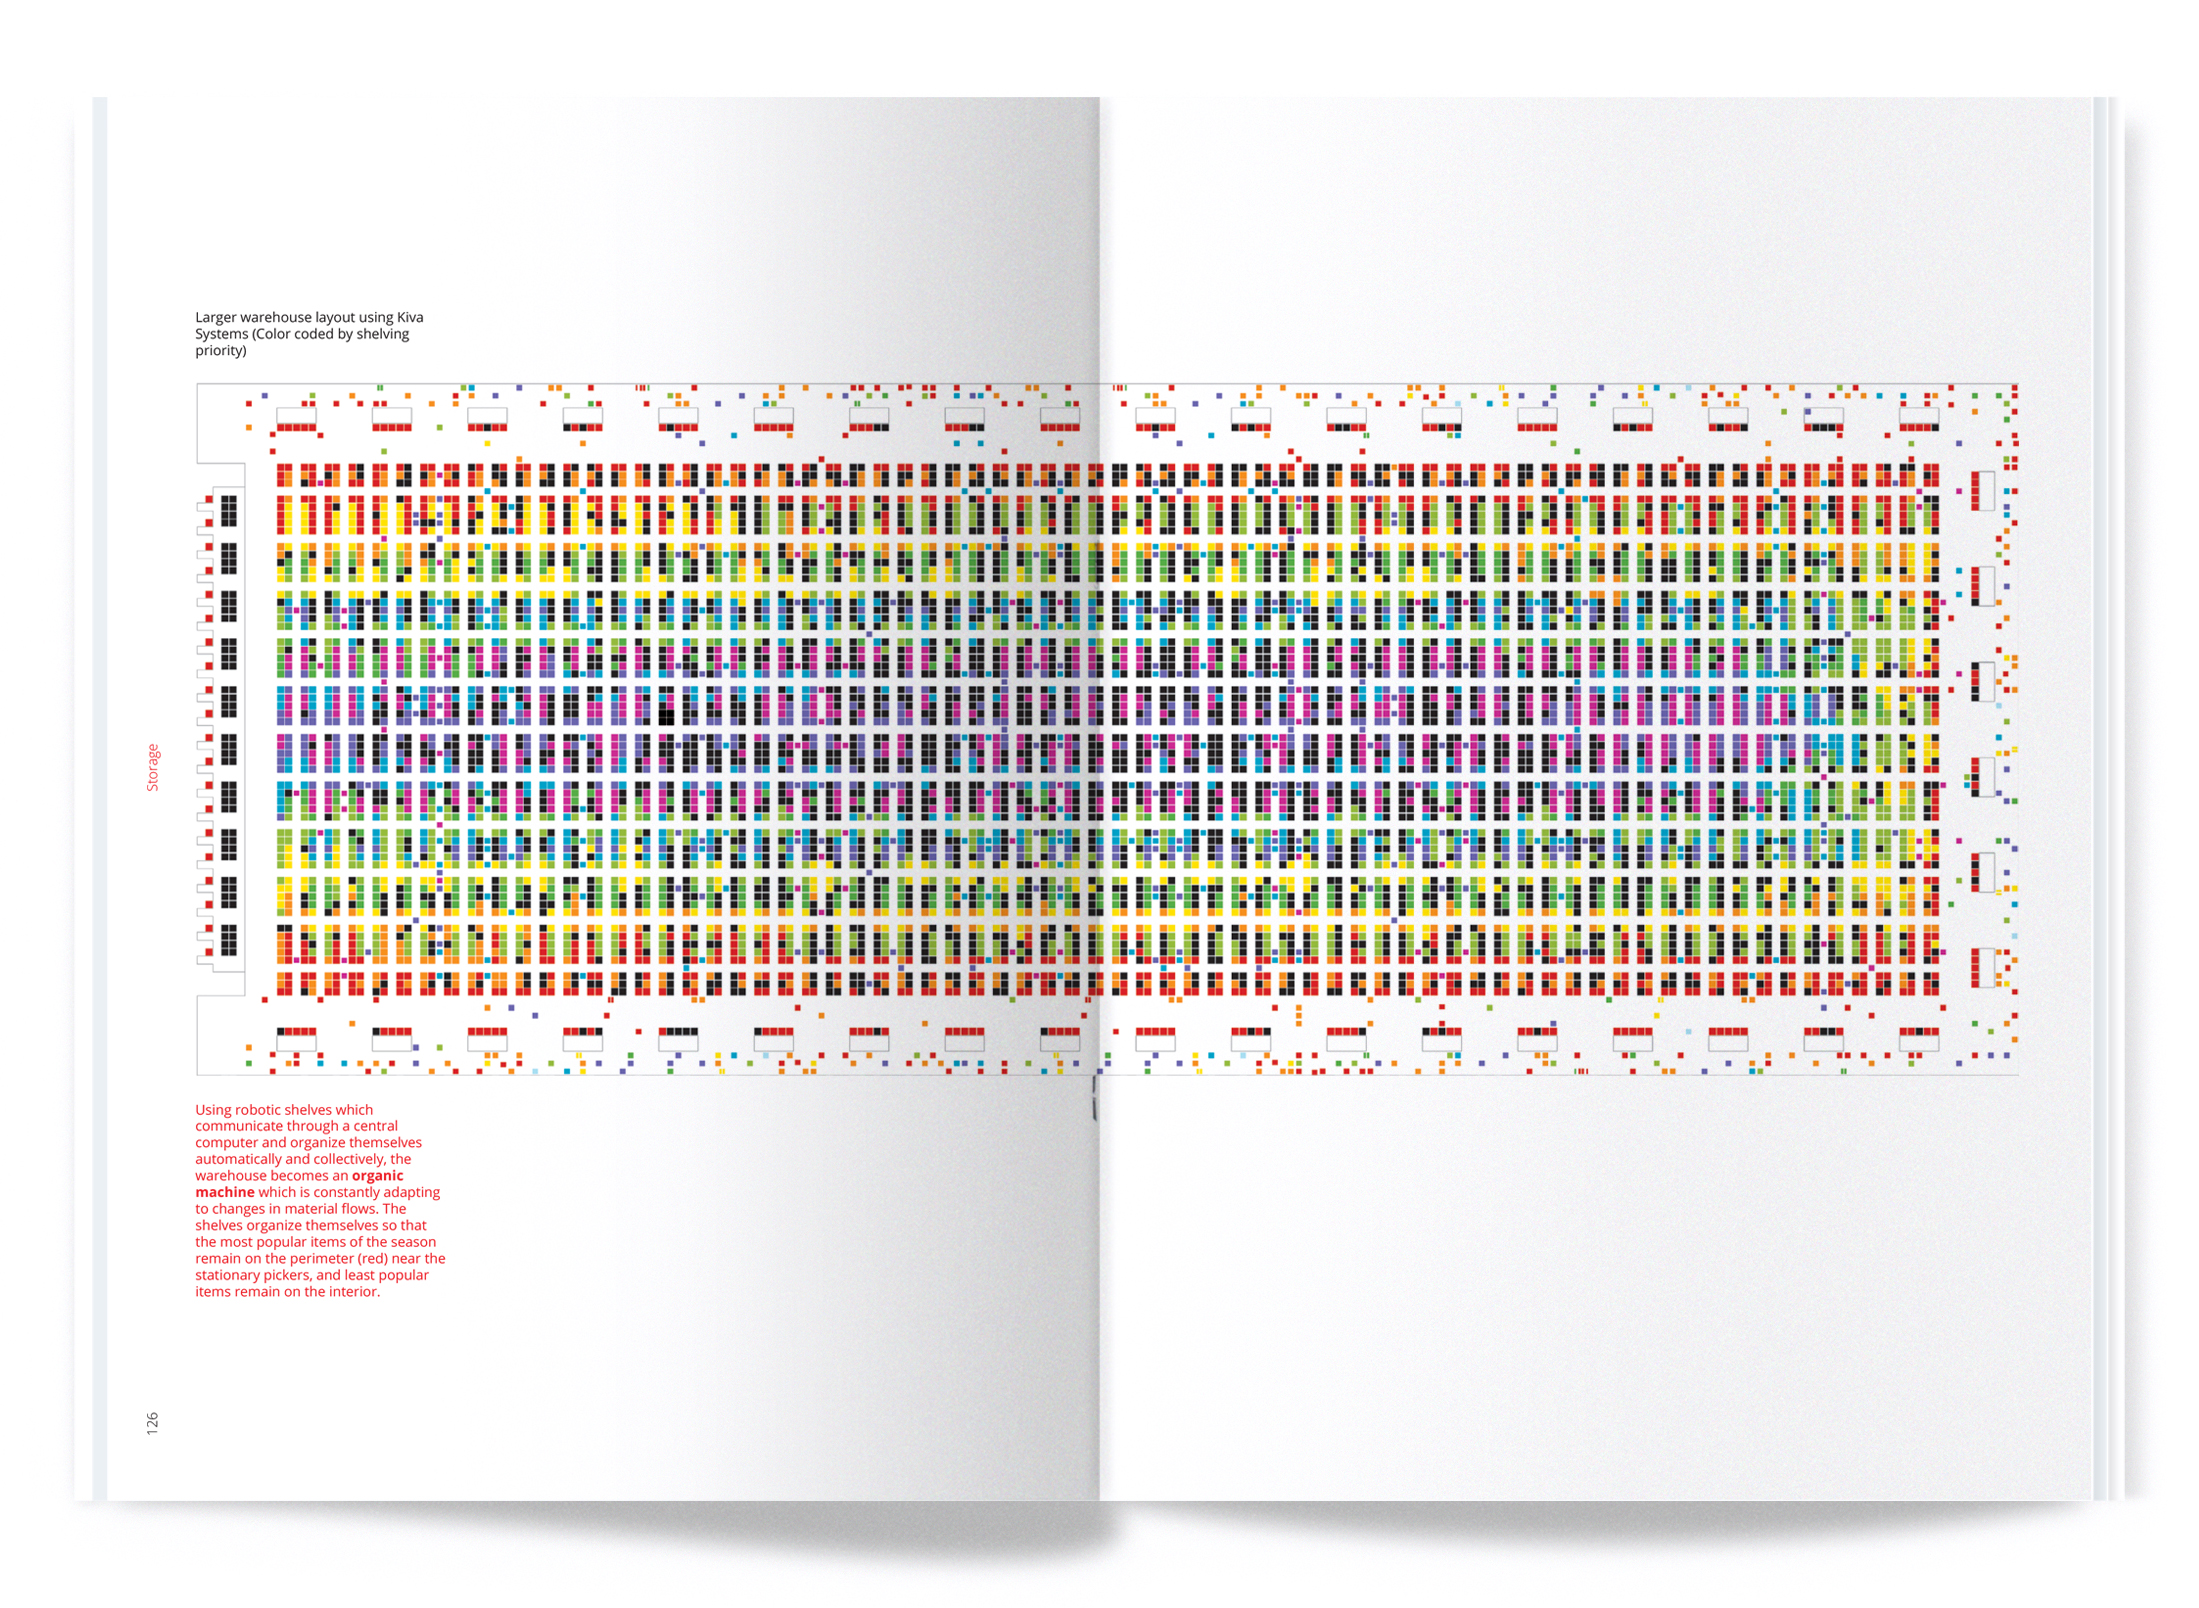 Larger warehouse layout using Kiva
Systems (Color coded by shelving
priority)
Storage
Using robotic shelves which
communicate through a central
computer and organize themselves
automatically and collectively, the
warehouse becomes an organic
machine which is constantly adapting
to changes in material flows. The
shelves organize themselves so that
the most popular items of the season
remain on the perimeter (red) near the
stationary pickers, and least popular
items remain on the interior.
126